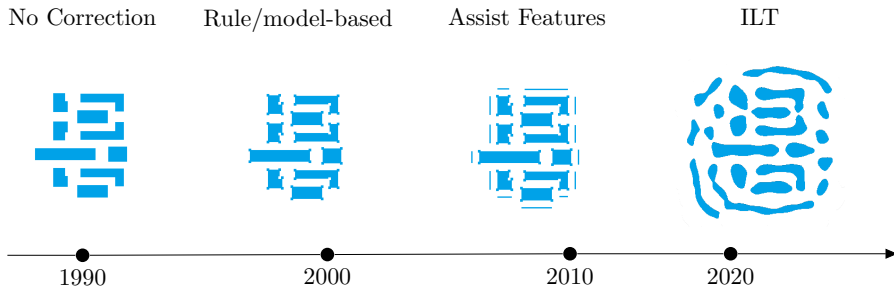 No Correction
Rule/model-based
Assist Features
ILT
1990
2000
2010
2020